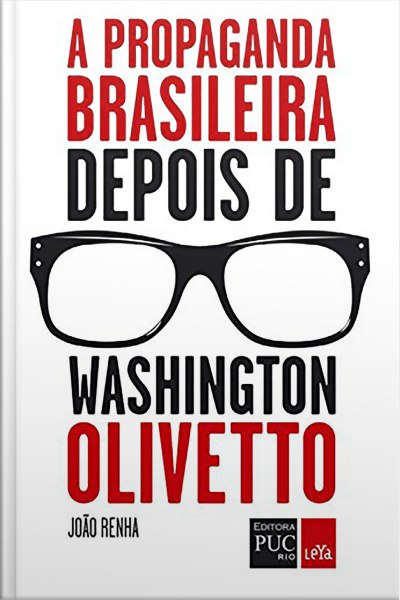 A PROPAGANDA
BRASILEIRA
DEPOIS DE
WASHINGTON
OLIVETTO
JOÃO RENHA
EDITORA
PUC
RIO
LeYa